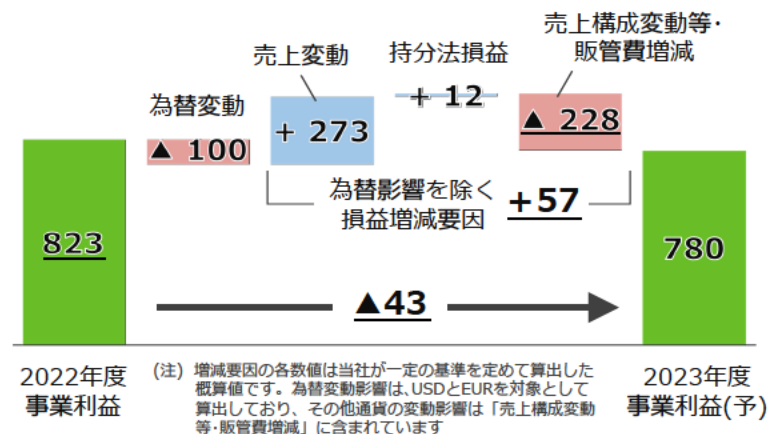 売上構成変動等・
販管費増減
売上変動
持分法損益
為替変動
▲ 100
+ 273
+ 12
▲ 228
為替影響を除く
損益増減要因
+57
823
780
▲43
2022年度
事業利益
(注) 増減要因の各数値は当社が一定の基準を定めて算出した
概算値です。為替変動影響は、USDとEURを対象として
算出しており、その他通貨の変動影響は「売上構成変動
等・販管費増減」に含まれています
2023年度
事業利益(予)